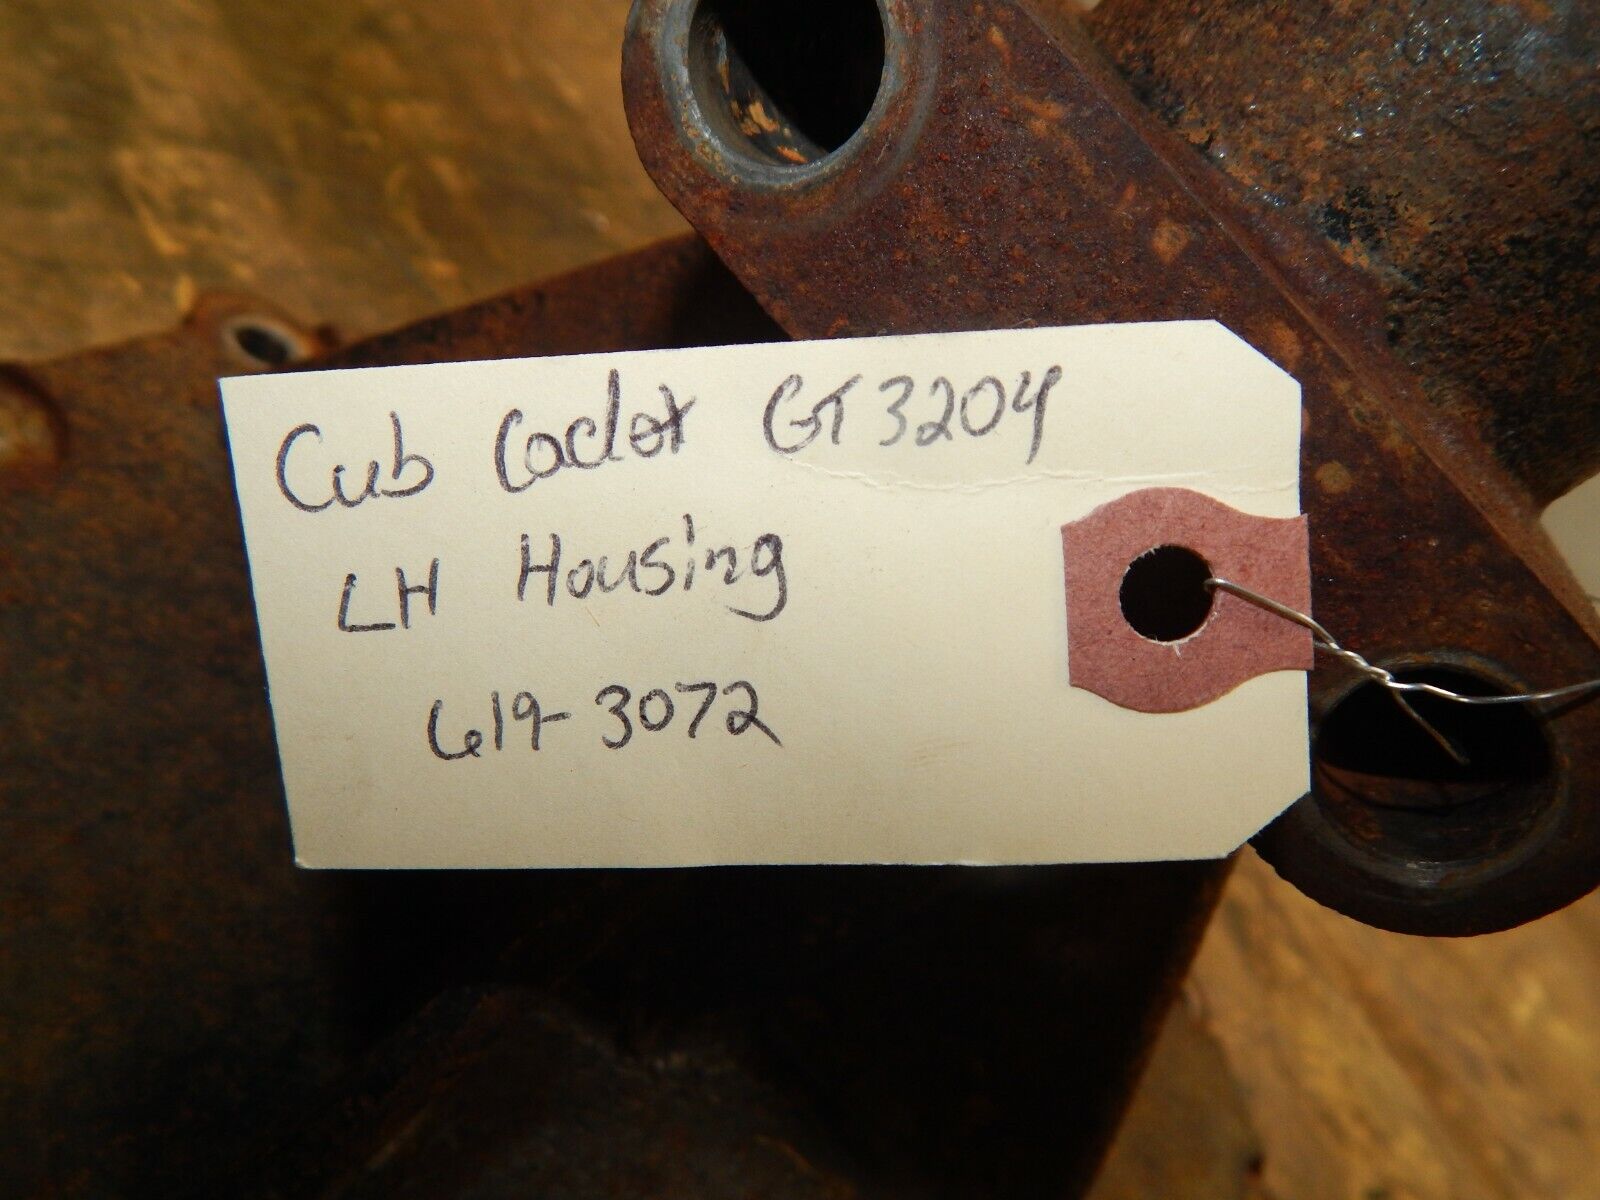 Cub Cadet GT3204
LH Housing
619-3072